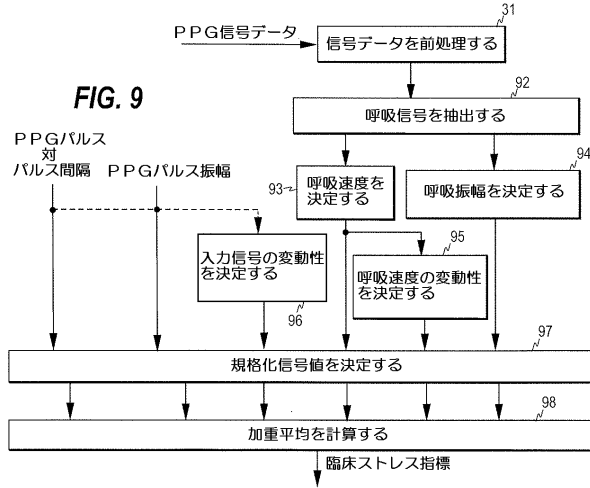 31
PPG信号データ
信号データを前処理する
FIG. 9
92
呼吸信号を抽出する
PPGパルス
対
パルス間隔
PPGパルス振幅
93
呼吸速度を
決定する
94
呼吸振幅を決定する
入力信号の変動性
を決定する
96
95
呼吸速度の変動性
を決定する
97
規格化信号値を決定する
98
加重平均を計算する
臨床ストレス指標